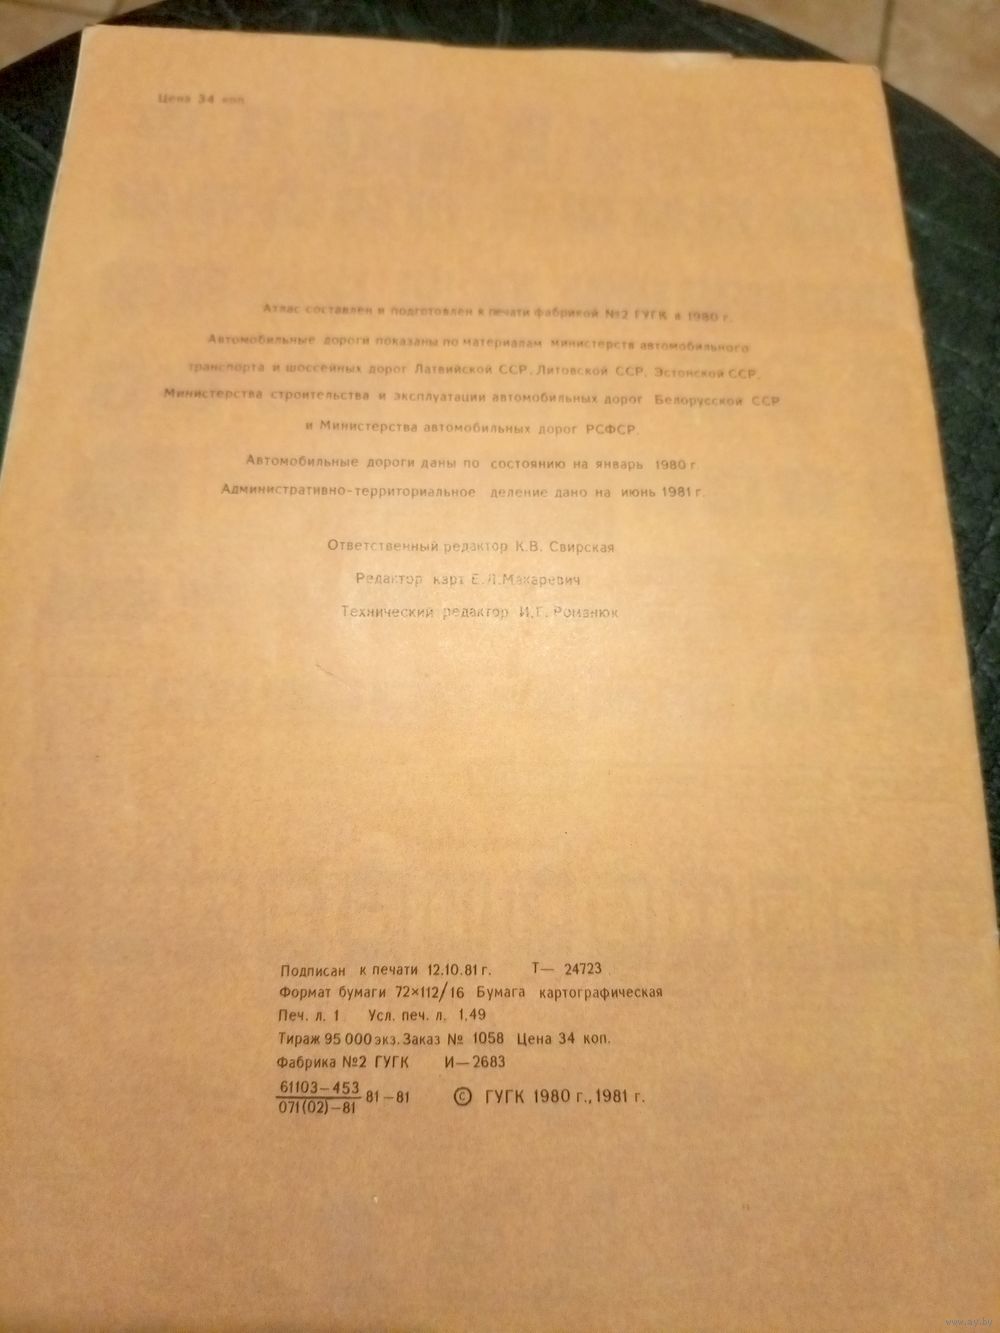 Цена 34 коп
Атлас составлен и подготовлен к печати фабрикой №2 ГУГК в 1980 г.
Автомобильные дороги показаны по материалам министерств автомобильного
транспорта и шоссейных дорог Латвийской ССР, Литовской ССР, Эстонской ССР,
Министерства строительства и эксплуатации автомобильных дорог Белорусской ССР
и Министерства автомобильных дорог РСФСР.
Автомобильные дороги даны по состоянию на январь 1980 г.
Административно-территориальное деление дано на июнь 1981 г.
Ответственный редактор К.В. Свирская
Редактор карт Е.Л. Макаревич
Технический редактор И.Г. Романюк
Подписан к печати 12.10.81 г. Т— 24723
Формат бумаги 72×112/16 Бумага картографическая
Печ. л. 1 Усл. печ. л. 1,49
Тираж 95 000 экз. Заказ № 1058 Цена 34 коп.
Фабрика №2 ГУГК И—2683
61103—453
071(02)—81
81—81 © ГУГК 1980 г., 1981 г.
www.ay.by